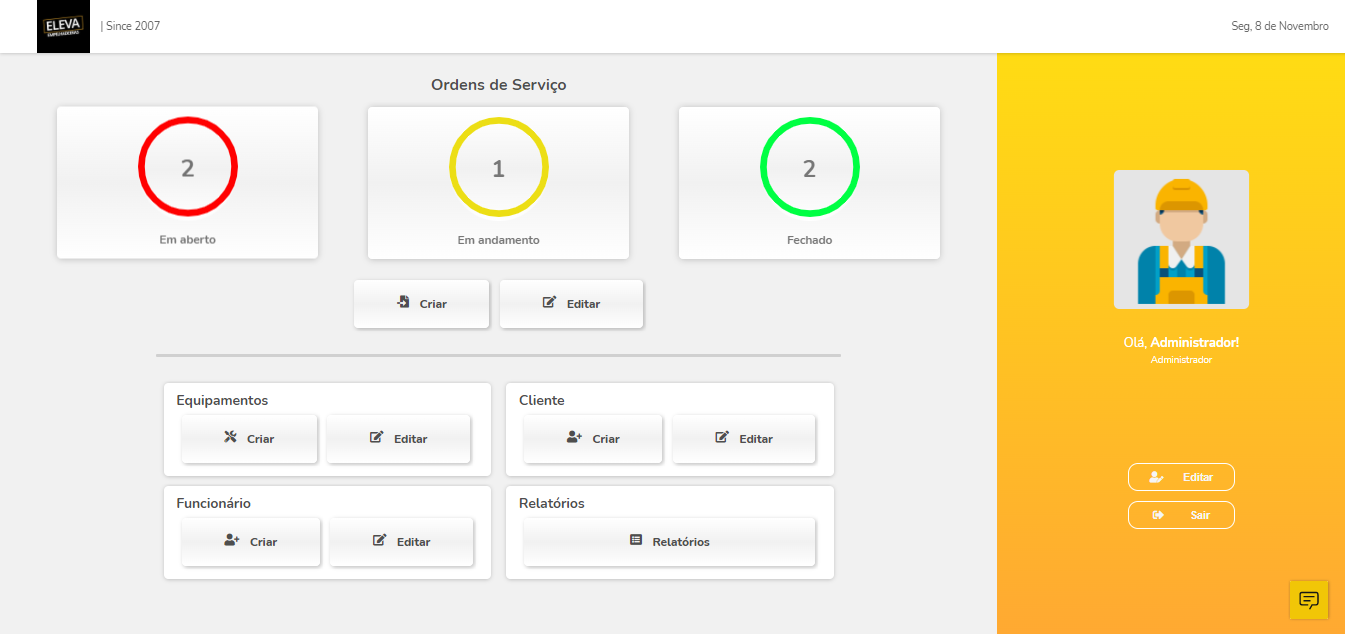 ELEVA
EMPILHADEIRAS
| Since 2007
Seg, 8 de Novembro
Ordens de Serviço
2
1
2
Em aberto
Em andamento
Fechado
Criar
Editar
Equipamentos
Criar
Editar
Cliente
Criar
Editar
Funcionário
Criar
Editar
Relatórios
Relatórios
Olá, Administrador!
Administrador
Editar
Sair